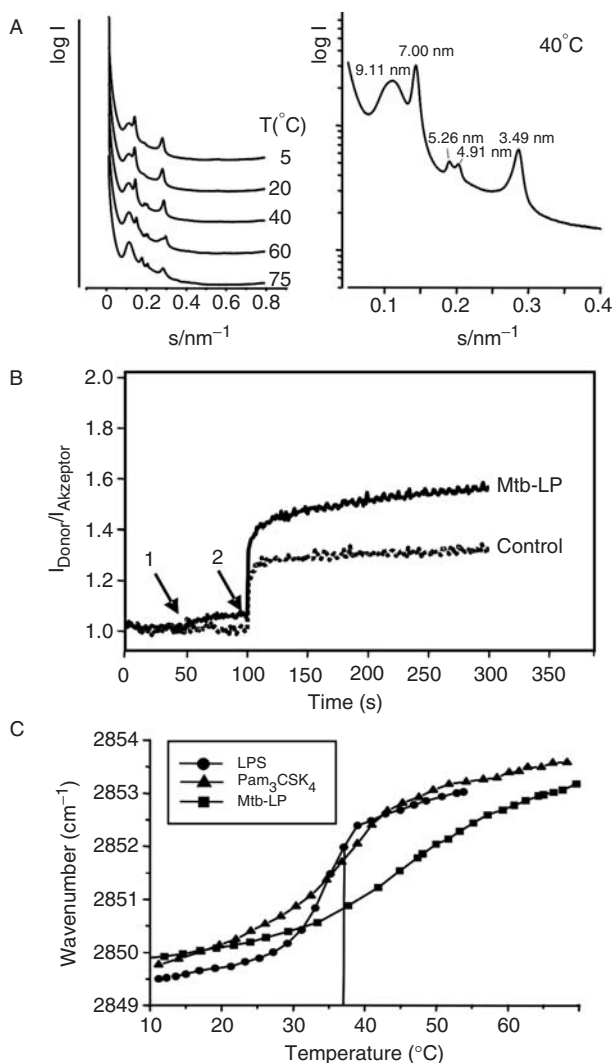 A
log I
T(°C)
5
20
40
60
75
0 0.2 0.4 0.6 0.8
s/nm⁻¹
log I
40°C
9.11 nm
7.00 nm
5.26 nm
4.91 nm
3.49 nm
0.1 0.2 0.3 0.4
s/nm⁻¹
B
I_Donor/I_Akzeptor
2.0
1.8
1.6
1.4
1.2
1.0
1
2
Mtb-LP
Control
0 50 100 150 200 250 300 350
Time (s)
C
Wavenumber (cm⁻¹)
2854
2853
2852
2851
2850
2849
LPS
Pam₃CSK₄
Mtb-LP
10 20 30 40 50 60
Temperature (°C)